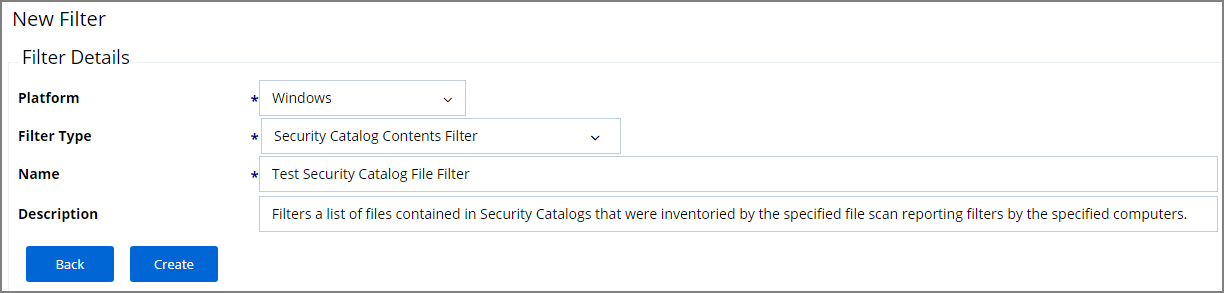 New Filter
Filter Details
Platform * Windows
Filter Type * Security Catalog Contents Filter
Name * Test Security Catalog File Filter
Description Filters a list of files contained in Security Catalogs that were inventoried by the specified file scan reporting filters by the specified computers.
Back Create